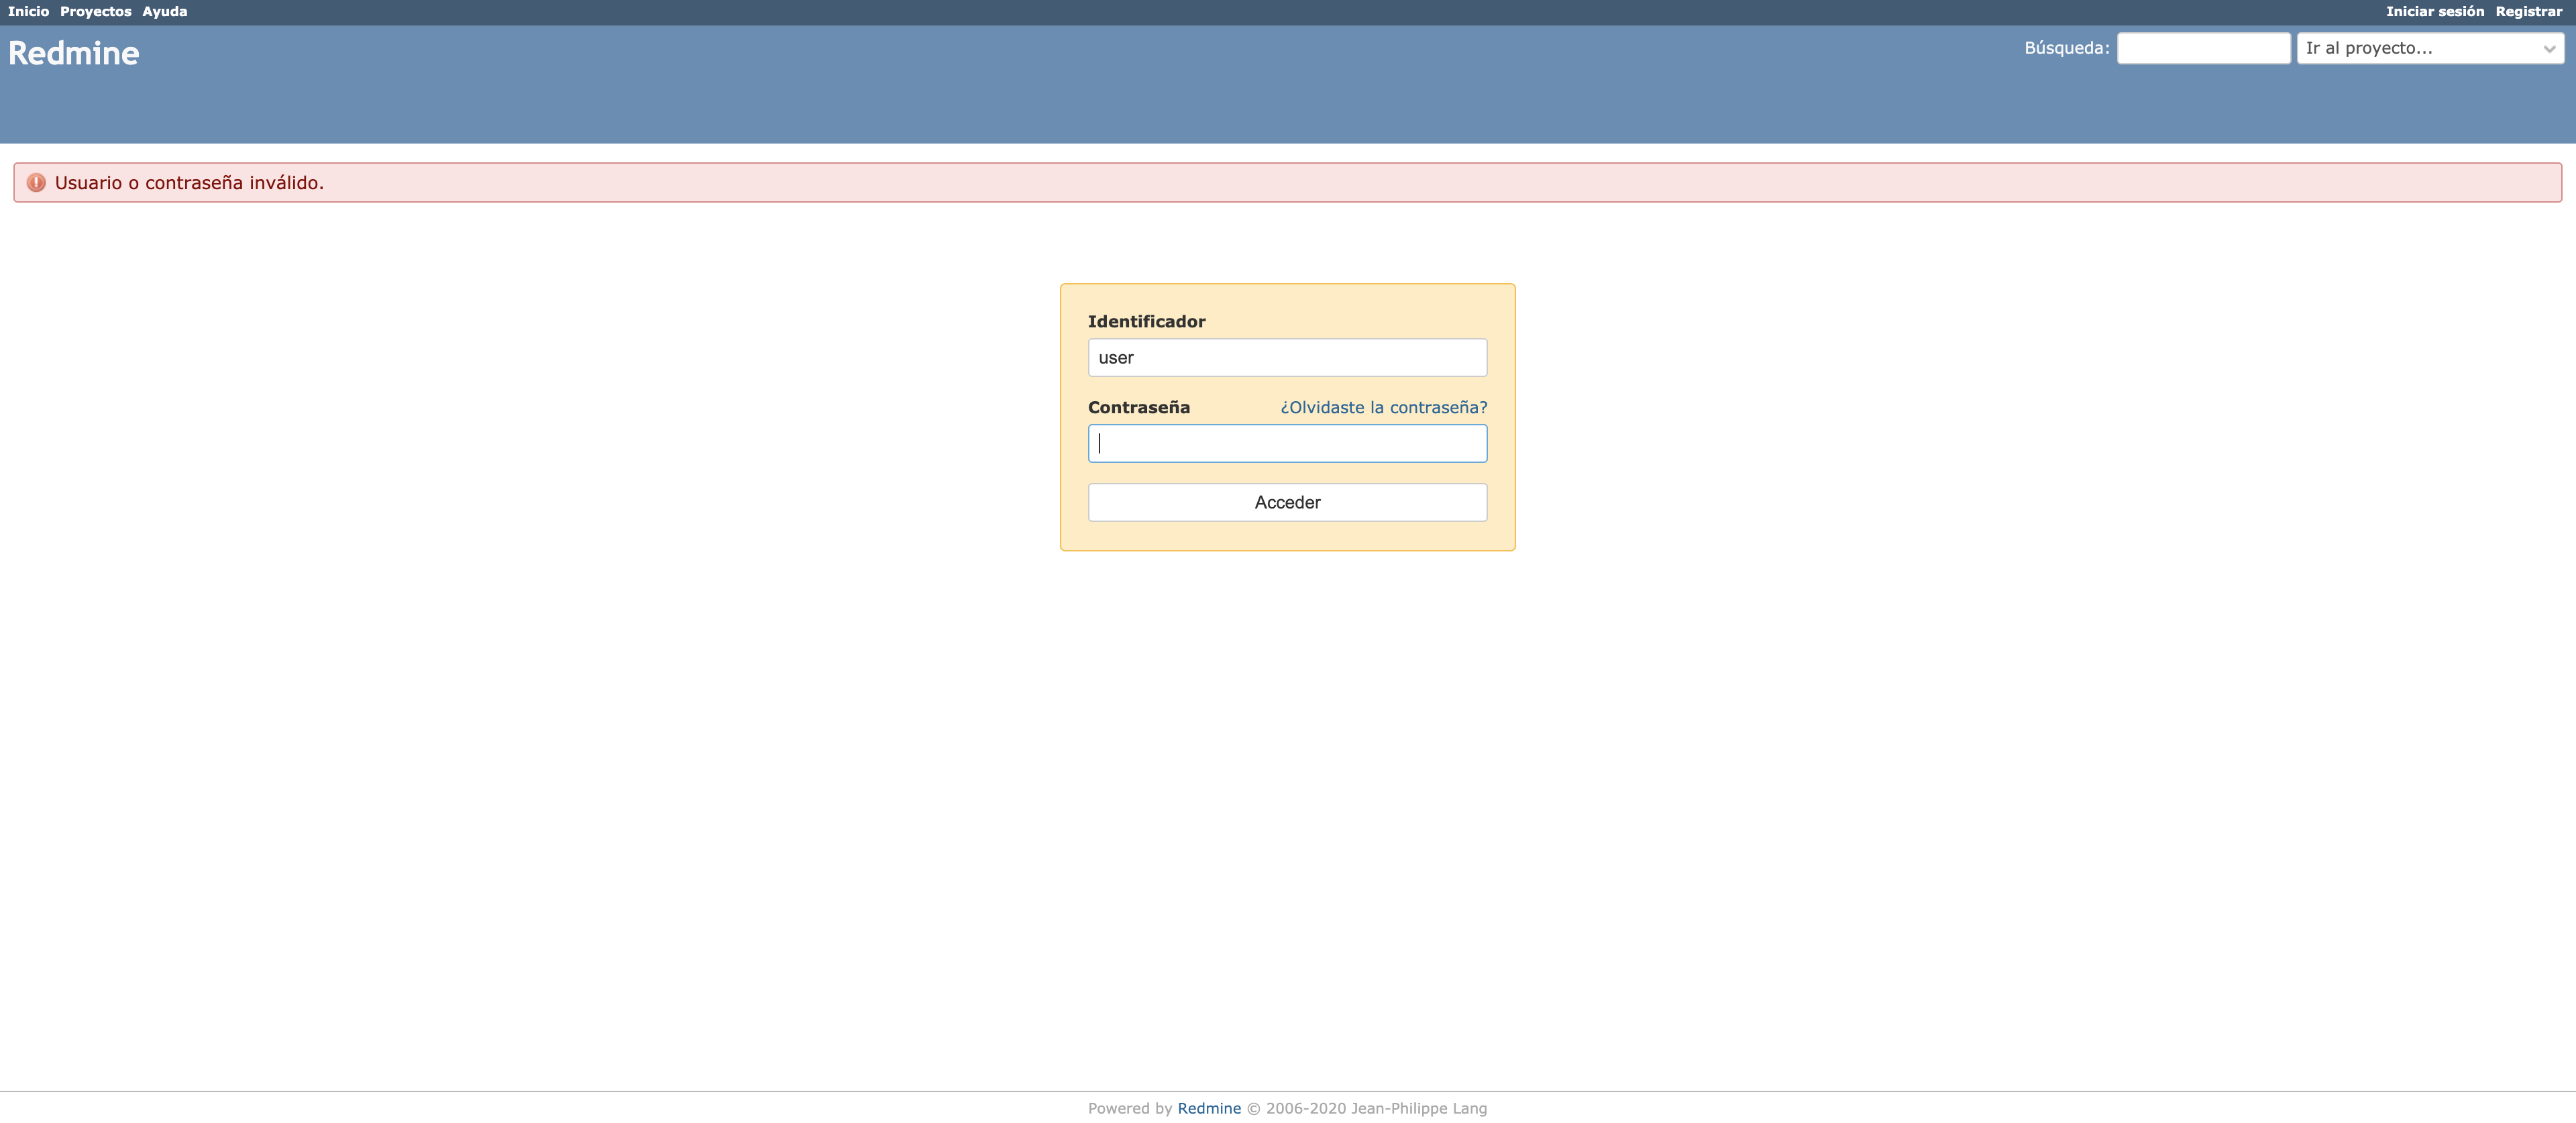 Inicio Proyectos Ayuda Iniciar sesión Registrar
Redmine Búsqueda: Ir al proyecto...
Usuario o contraseña inválido.
Identificador
user
Contraseña ¿Olvidaste la contraseña?
Acceder
Powered by Redmine © 2006-2020 Jean-Philippe Lang